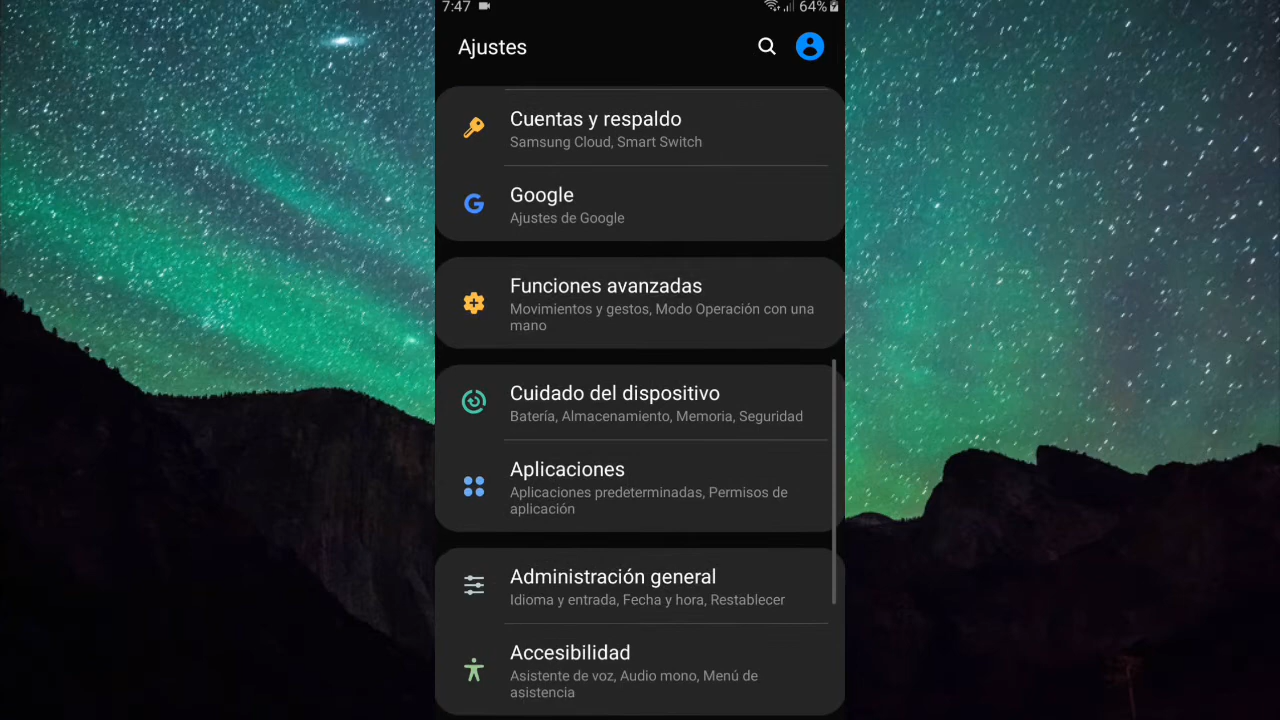 7:47
64%
Ajustes
Cuentas y respaldo
Samsung Cloud, Smart Switch
Google
Ajustes de Google
Funciones avanzadas
Movimientos y gestos, Modo Operación con una
mano
Cuidado del dispositivo
Batería, Almacenamiento, Memoria, Seguridad
Aplicaciones
Aplicaciones predeterminadas, Permisos de
aplicación
Administración general
Idioma y entrada, Fecha y hora, Restablecer
Accesibilidad
Asistente de voz, Audio mono, Menú de
asistencia